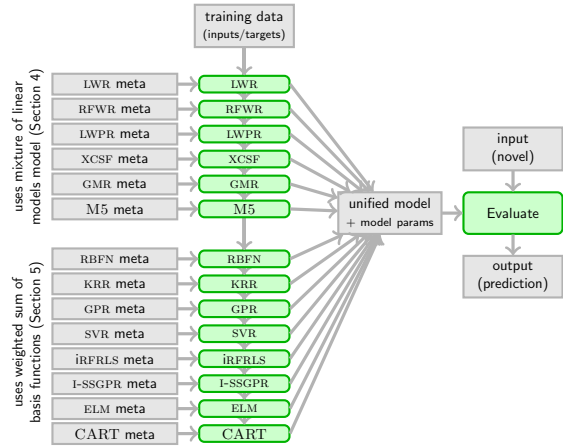 training data
(inputs/targets)
uses mixture of linear
models model (Section 4)
LWR meta
LWR
RFWR meta
RFWR
LWPR meta
LWPR
XCSF meta
XCSF
GMR meta
GMR
M5 meta
M5
unified model
+ model params
input
(novel)
Evaluate
output
(prediction)
uses weighted sum of
basis functions (Section 5)
RBFN meta
RBFN
KRR meta
KRR
GPR meta
GPR
SVR meta
SVR
iRFRLS meta
iRFRLS
I-SSGPR meta
I-SSGPR
ELM meta
ELM
CART meta
CART